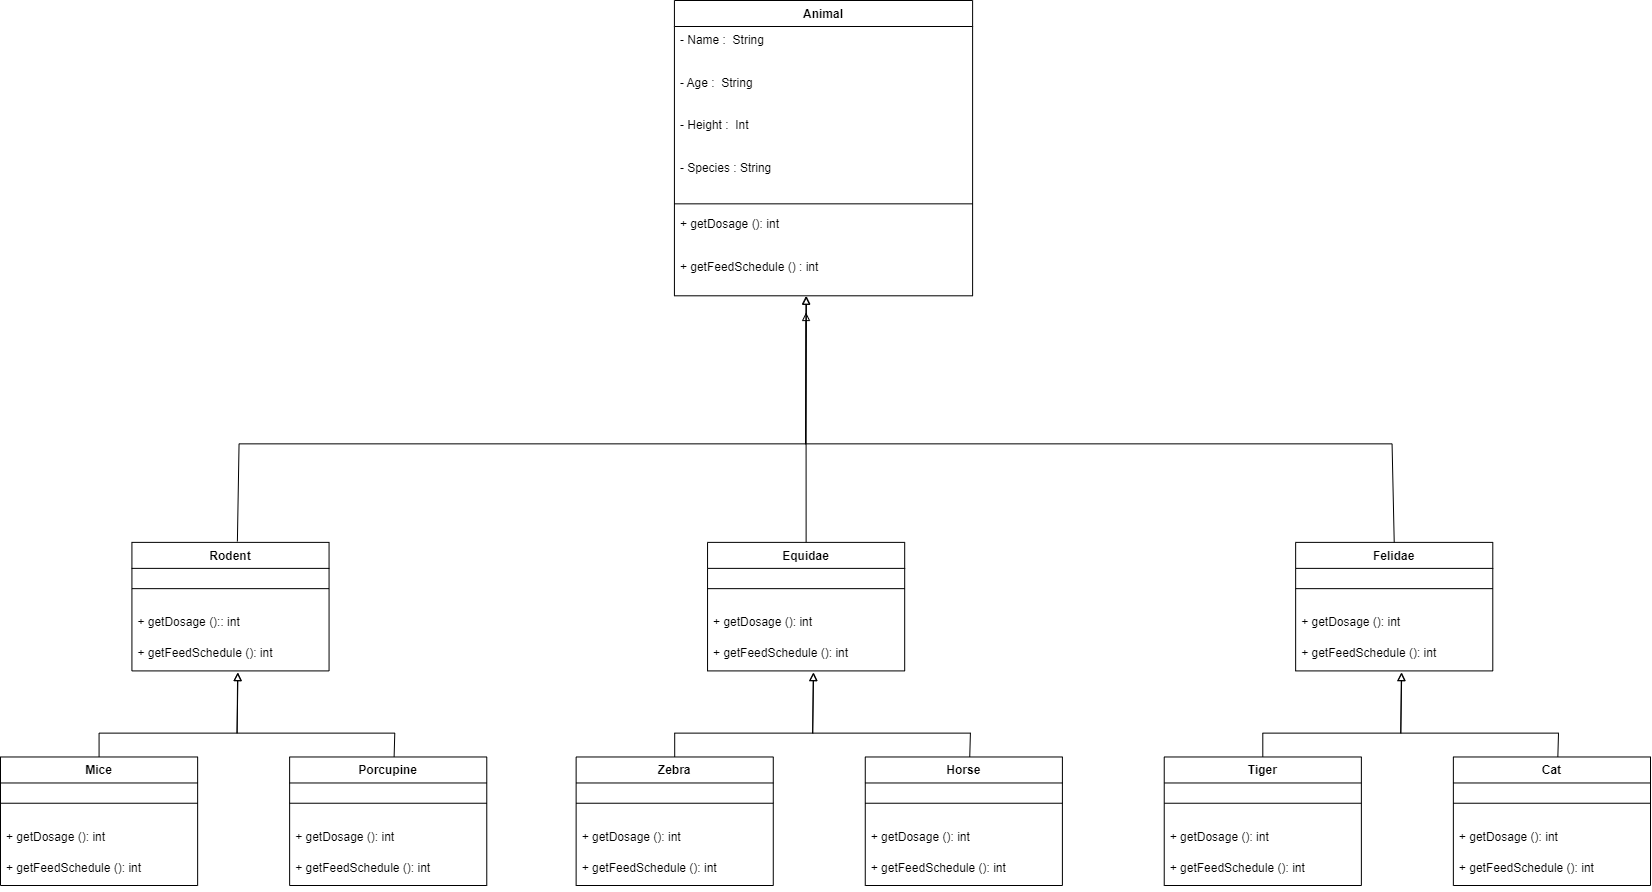 Animal
- Name :  String
- Age :  String
- Height :  Int
- Species : String
+ getDosage (): int
+ getFeedSchedule () : int
Rodent
+ getDosage ():: int
+ getFeedSchedule (): int
Equidae
+ getDosage (): int
+ getFeedSchedule (): int
Felidae
+ getDosage (): int
+ getFeedSchedule (): int
Mice
+ getDosage (): int
+ getFeedSchedule (): int
Porcupine
+ getDosage (): int
+ getFeedSchedule (): int
Zebra
+ getDosage (): int
+ getFeedSchedule (): int
Horse
+ getDosage (): int
+ getFeedSchedule (): int
Tiger
+ getDosage (): int
+ getFeedSchedule (): int
Cat
+ getDosage (): int
+ getFeedSchedule (): int